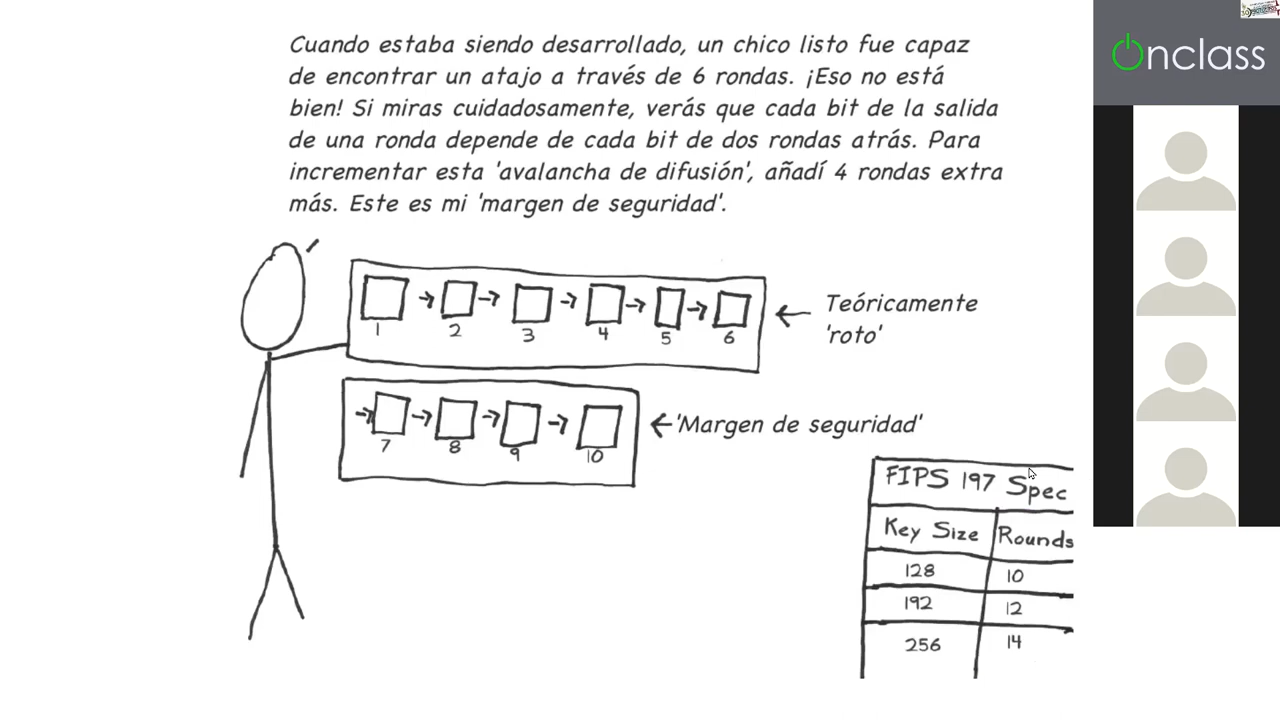 Cuando estaba siendo desarrollado, un chico listo fue capaz
de encontrar un atajo a través de 6 rondas. ¡Eso no está
bien! Si miras cuidadosamente, verás que cada bit de la salida
de una ronda depende de cada bit de dos rondas atrás. Para
incrementar esta 'avalancha de difusión', añadí 4 rondas extra
más. Este es mi 'margen de seguridad'.
Onclass
1 2 3 4 5 6
Teóricamente
'roto'
7 8 9 10
'Margen de seguridad'
FIPS 197 Spec
Key Size Rounds
128 10
192 12
256 14